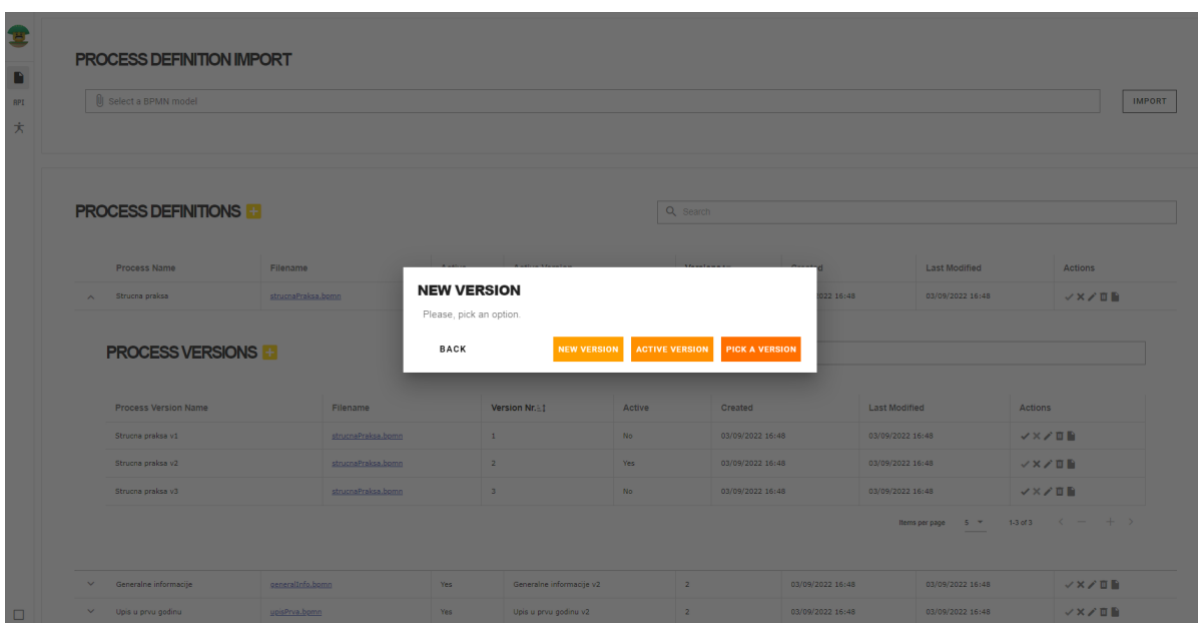 PROCESS DEFINITION IMPORT
Select a BPMN model
IMPORT
API
PROCESS DEFINITIONS +
Search
Process Name Filename Active Active Version Created Last Modified Actions
Strucna praksa strucnaPraksa.bpmn 03/09/2022 16:48
NEW VERSION
Please, pick an option.
BACK NEW VERSION ACTIVE VERSION PICK A VERSION
PROCESS VERSIONS +
Process Version Name Filename Version Nr. Active Created Last Modified Actions
Strucna praksa v1 strucnaPraksa.bpmn 1 No 03/09/2022 16:48 03/09/2022 16:48
Strucna praksa v2 strucnaPraksa.bpmn 2 Yes 03/09/2022 16:48 03/09/2022 16:48
Strucna praksa v3 strucnaPraksa.bpmn 3 No 03/09/2022 16:48 03/09/2022 16:48
Items per page 5 1-3 of 3
Generalne informacije generalInfo.bpmn Yes Generalne informacije v2 2 03/09/2022 16:48 03/09/2022 16:48
Upis u prvu godinu upisPrva.bpmn Yes Upis u prvu godinu v2 2 03/09/2022 16:48 03/09/2022 16:48